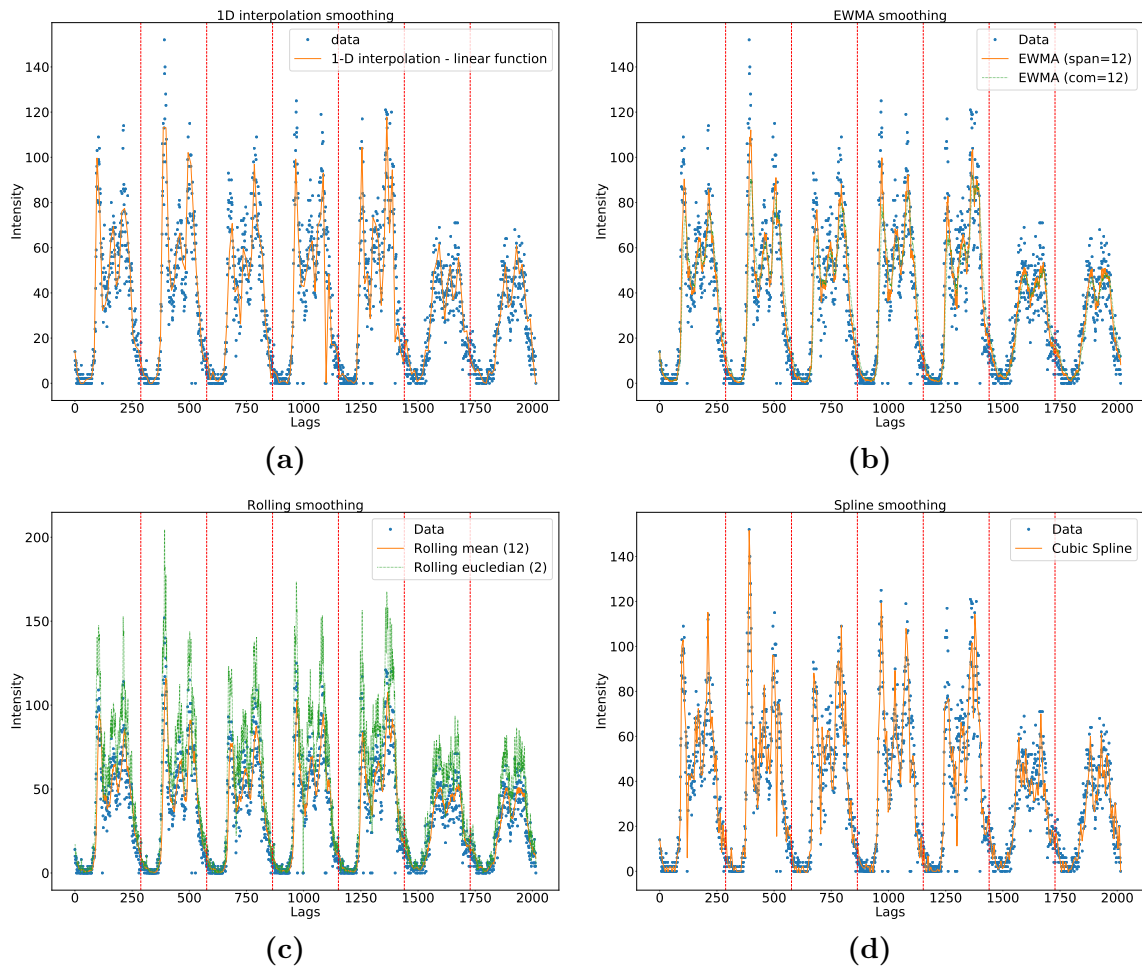 1D interpolation smoothing
data
1-D interpolation - linear function
Intensity
140
120
100
80
60
40
20
0
0 250 500 750 1000 1250 1500 1750 2000
Lags
(a)
EWMA smoothing
Data
EWMA (span=12)
EWMA (com=12)
Intensity
140
120
100
80
60
40
20
0
0 250 500 750 1000 1250 1500 1750 2000
Lags
(b)
Rolling smoothing
Data
Rolling mean (12)
Rolling eucledian (2)
Intensity
200
150
100
50
0
0 250 500 750 1000 1250 1500 1750 2000
Lags
(c)
Spline smoothing
Data
Cubic Spline
Intensity
140
120
100
80
60
40
20
0
0 250 500 750 1000 1250 1500 1750 2000
Lags
(d)